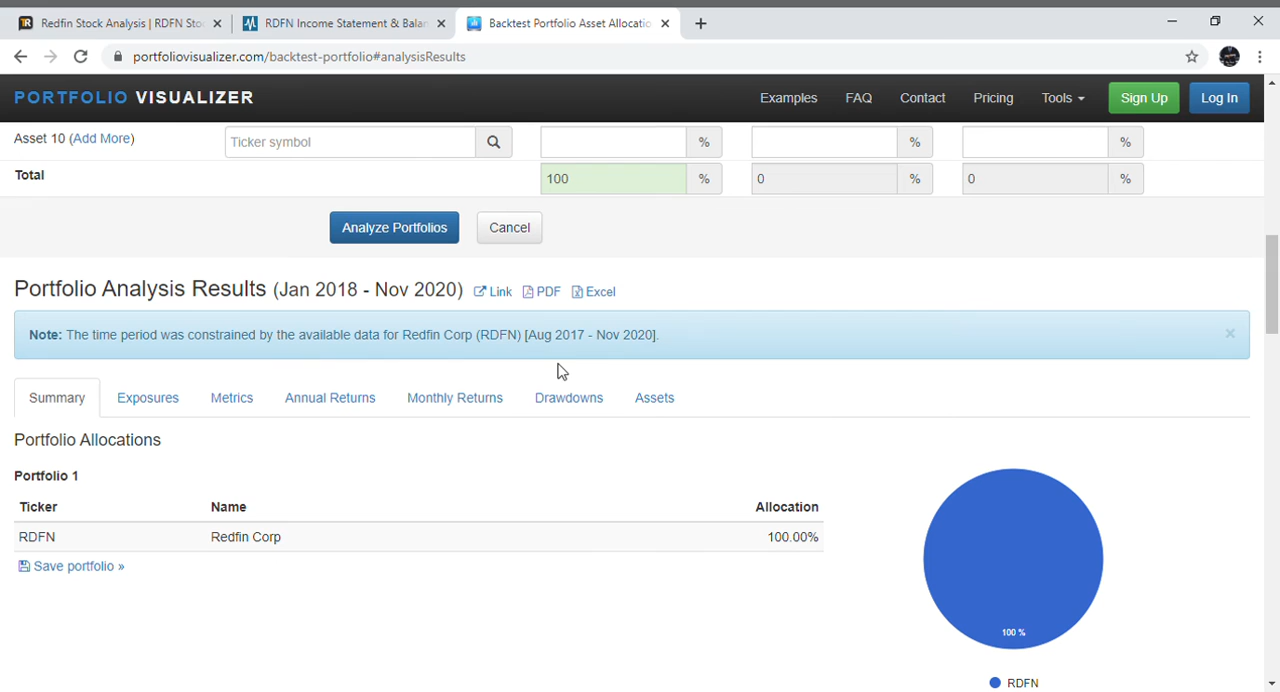 Redfin Stock Analysis | RDFN Sto
RDFN Income Statement & Balan
Backtest Portfolio Asset Allocatio
portfoliovisualizer.com/backtest-portfolio#analysisResults
PORTFOLIO VISUALIZER
Examples FAQ Contact Pricing Tools Sign Up Log In
Asset 10 (Add More) Ticker symbol % % %
Total 100 % 0 % 0 %
Analyze Portfolios Cancel
Portfolio Analysis Results (Jan 2018 - Nov 2020) Link PDF Excel
Note: The time period was constrained by the available data for Redfin Corp (RDFN) [Aug 2017 - Nov 2020]. ×
Summary Exposures Metrics Annual Returns Monthly Returns Drawdowns Assets
Portfolio Allocations
Portfolio 1
Ticker Name Allocation
RDFN Redfin Corp 100.00%
Save portfolio »
100 %
RDFN